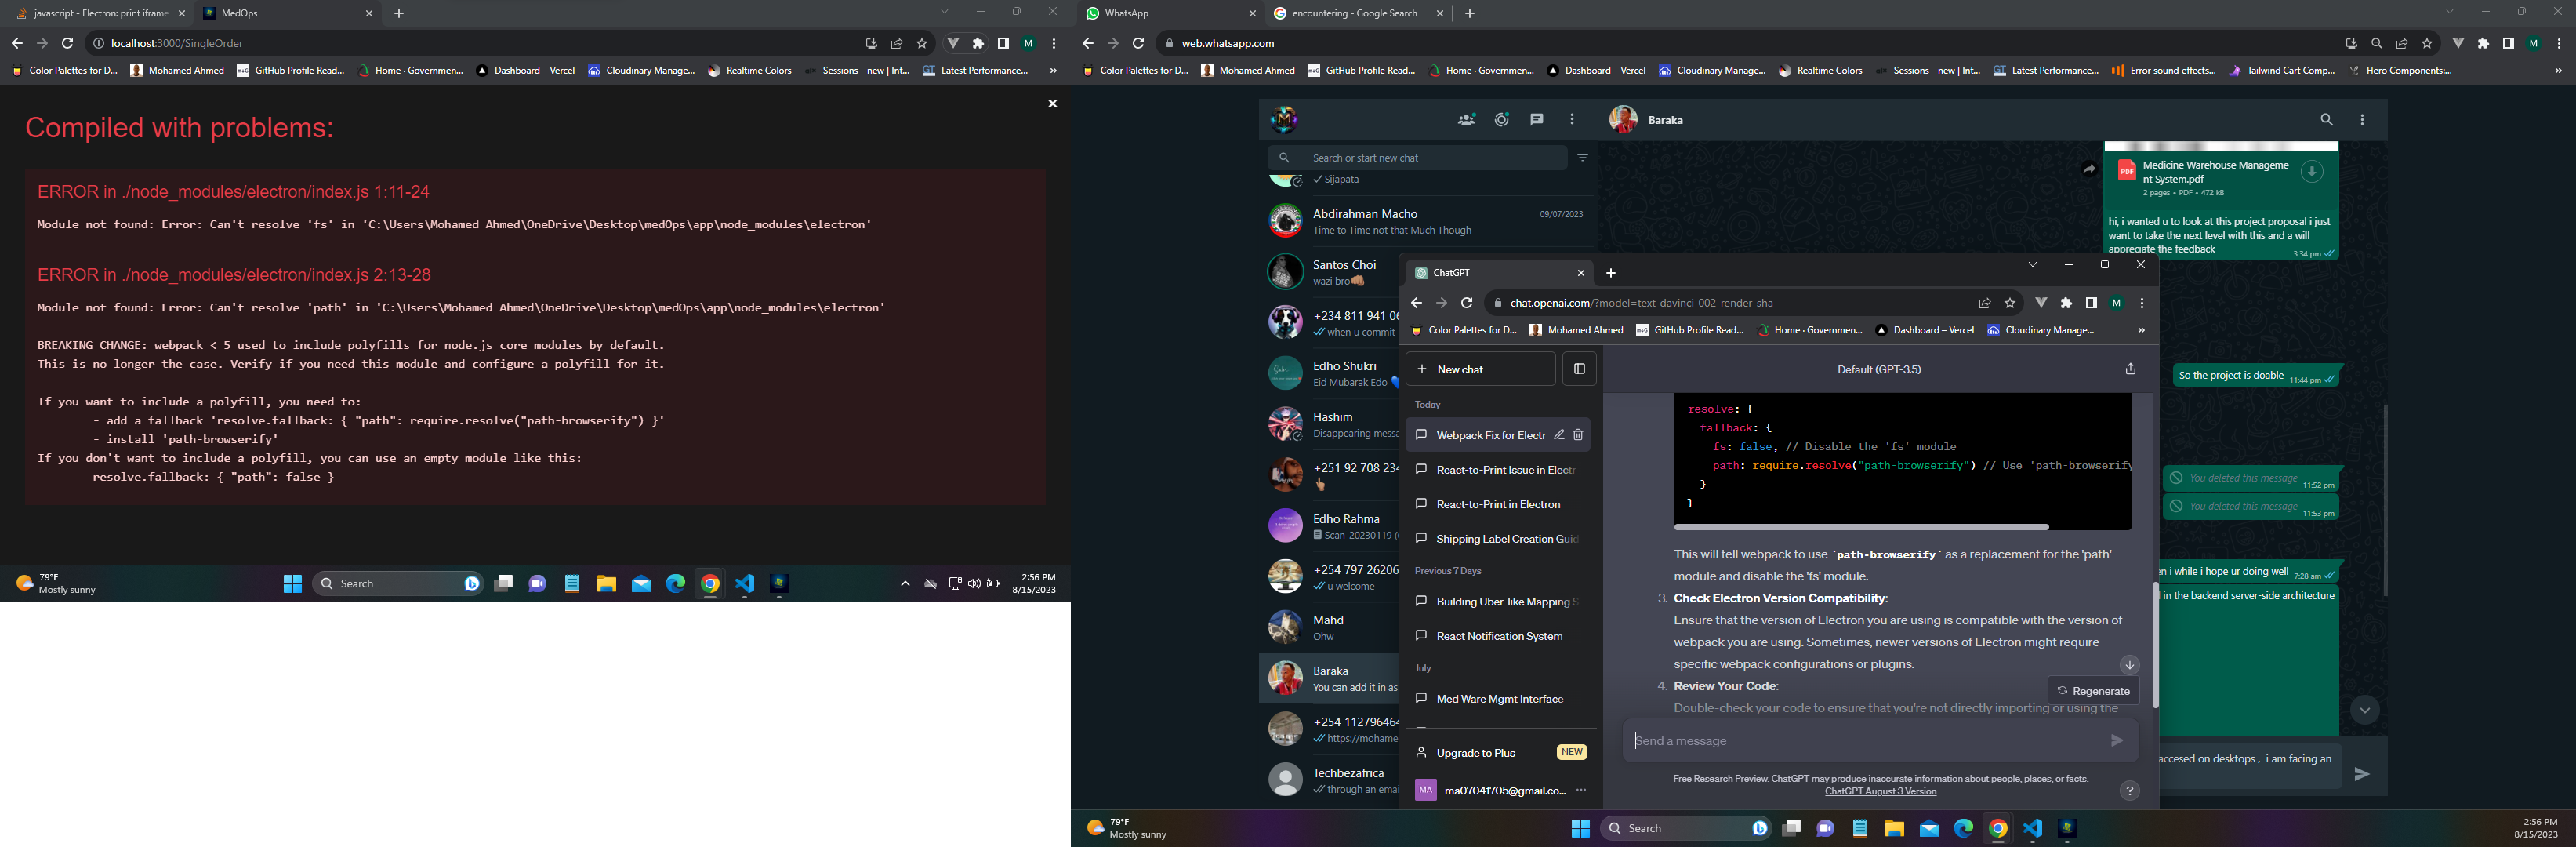 javascript - Electron: print iframe
MedOps
localhost:3000/SingleOrder
M
Color Palettes for D...
Mohamed Ahmed
GitHub Profile Read...
Home · Governmen...
Dashboard – Vercel
Cloudinary Manage...
Realtime Colors
Sessions - new | Int...
Latest Performance...
»
Compiled with problems:
ERROR in ./node_modules/electron/index.js 1:11-24
Module not found: Error: Can't resolve 'fs' in 'C:\Users\Mohamed Ahmed\OneDrive\Desktop\medOps\app\node_modules\electron'
ERROR in ./node_modules/electron/index.js 2:13-28
Module not found: Error: Can't resolve 'path' in 'C:\Users\Mohamed Ahmed\OneDrive\Desktop\medOps\app\node_modules\electron'
BREAKING CHANGE: webpack < 5 used to include polyfills for node.js core modules by default.
This is no longer the case. Verify if you need this module and configure a polyfill for it.
If you want to include a polyfill, you need to:
- add a fallback 'resolve.fallback: { "path": require.resolve("path-browserify") }'
- install 'path-browserify'
If you don't want to include a polyfill, you can use an empty module like this:
resolve.fallback: { "path": false }
79°F
Mostly sunny
Search
2:56 PM
8/15/2023
WhatsApp
encountering - Google Search
web.whatsapp.com
M
Color Palettes for D...
Mohamed Ahmed
GitHub Profile Read...
Home · Governmen...
Dashboard – Vercel
Cloudinary Manage...
Realtime Colors
Sessions - new | Int...
Latest Performance...
Error sound effects...
Tailwind Cart Comp...
Hero Components:...
»
Search or start new chat
Sijapata
Abdirahman Macho
09/07/2023
Time to Time not that Much Though
Santos Choi
wazi bro
+234 811 941 06
when u commit
Edho Shukri
Eid Mubarak Edo
Hashim
Disappearing messa
+251 92 708 234
Edho Rahma
Scan_20230119 (
+254 797 26206
u welcome
Mahd
Ohw
Baraka
You can add it in as
+254 112796464
https://mohamed
Techbezafrica
through an emai
Baraka
PDF
Medicine Warehouse Manageme
nt System.pdf
2 pages • PDF • 472 kB
hi, i wanted u to look at this project proposal i just
want to take the next level with this and a will
appreciate the feedback
3:34 pm
So the project is doable
11:44 pm
You deleted this message
11:52 pm
You deleted this message
11:53 pm
n i while i hope ur doing well
7:28 am
in the backend server-side architecture
accesed on desktops , i am facing an
ChatGPT
chat.openai.com/?model=text-davinci-002-render-sha
M
Color Palettes for D...
Mohamed Ahmed
GitHub Profile Read...
Home · Governmen...
Dashboard – Vercel
Cloudinary Manage...
»
New chat
Today
Webpack Fix for Electr
React-to-Print Issue in Electr
React-to-Print in Electron
Shipping Label Creation Guid
Previous 7 Days
Building Uber-like Mapping S
React Notification System
July
Med Ware Mgmt Interface
Upgrade to Plus
NEW
MA
ma07041705@gmail.co...
Default (GPT-3.5)
resolve: {
fallback: {
fs: false, // Disable the 'fs' module
path: require.resolve("path-browserify") // Use 'path-browserify
}
}
This will tell webpack to use `path-browserify` as a replacement for the 'path'
module and disable the 'fs' module.
3. Check Electron Version Compatibility:
Ensure that the version of Electron you are using is compatible with the version of
webpack you are using. Sometimes, newer versions of Electron might require
specific webpack configurations or plugins.
4. Review Your Code:
Double-check your code to ensure that you're not directly importing or using the
Regenerate
Send a message
Free Research Preview. ChatGPT may produce inaccurate information about people, places, or facts.
ChatGPT August 3 Version
?
79°F
Mostly sunny
Search
2:56 PM
8/15/2023